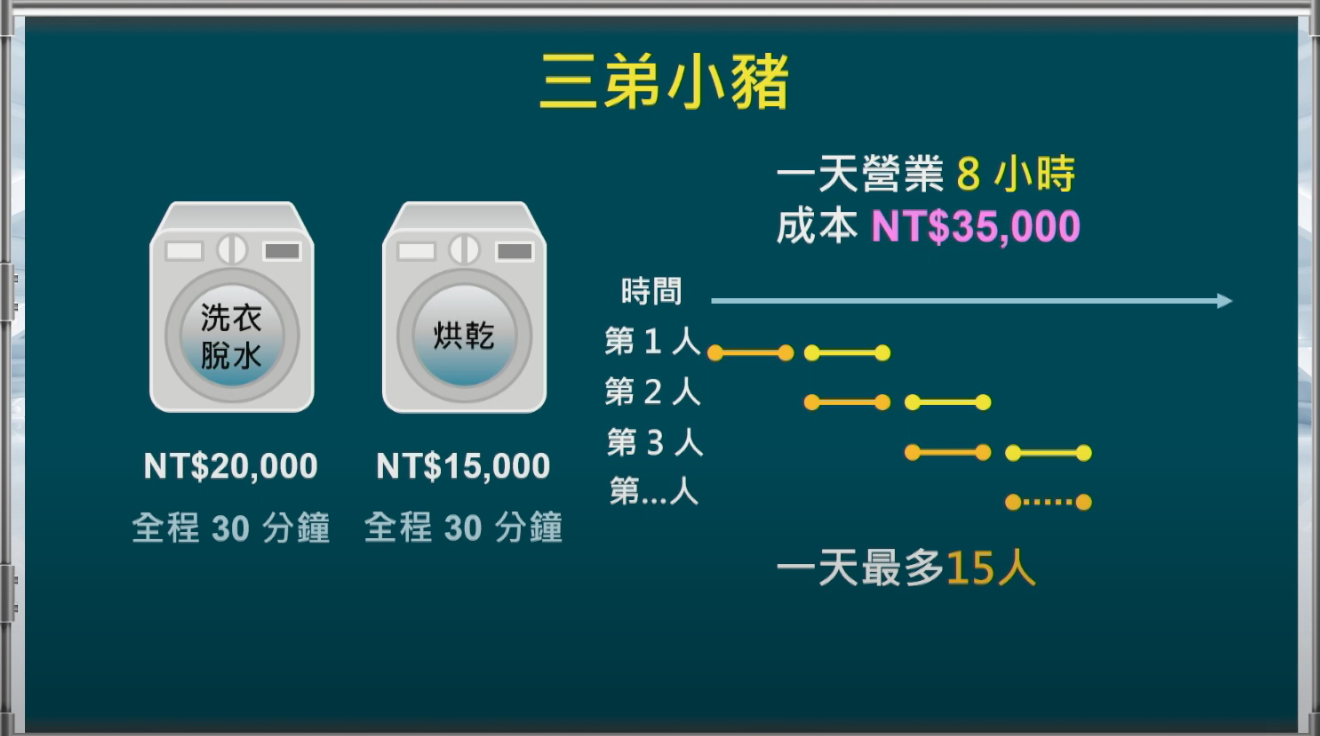 三弟小豬
一天營業 8 小時
成本 NT$35,000
洗衣
脫水
烘乾
NT$20,000
NT$15,000
全程 30 分鐘
全程 30 分鐘
時間
第 1 人
第 2 人
第 3 人
第...人
一天最多15人